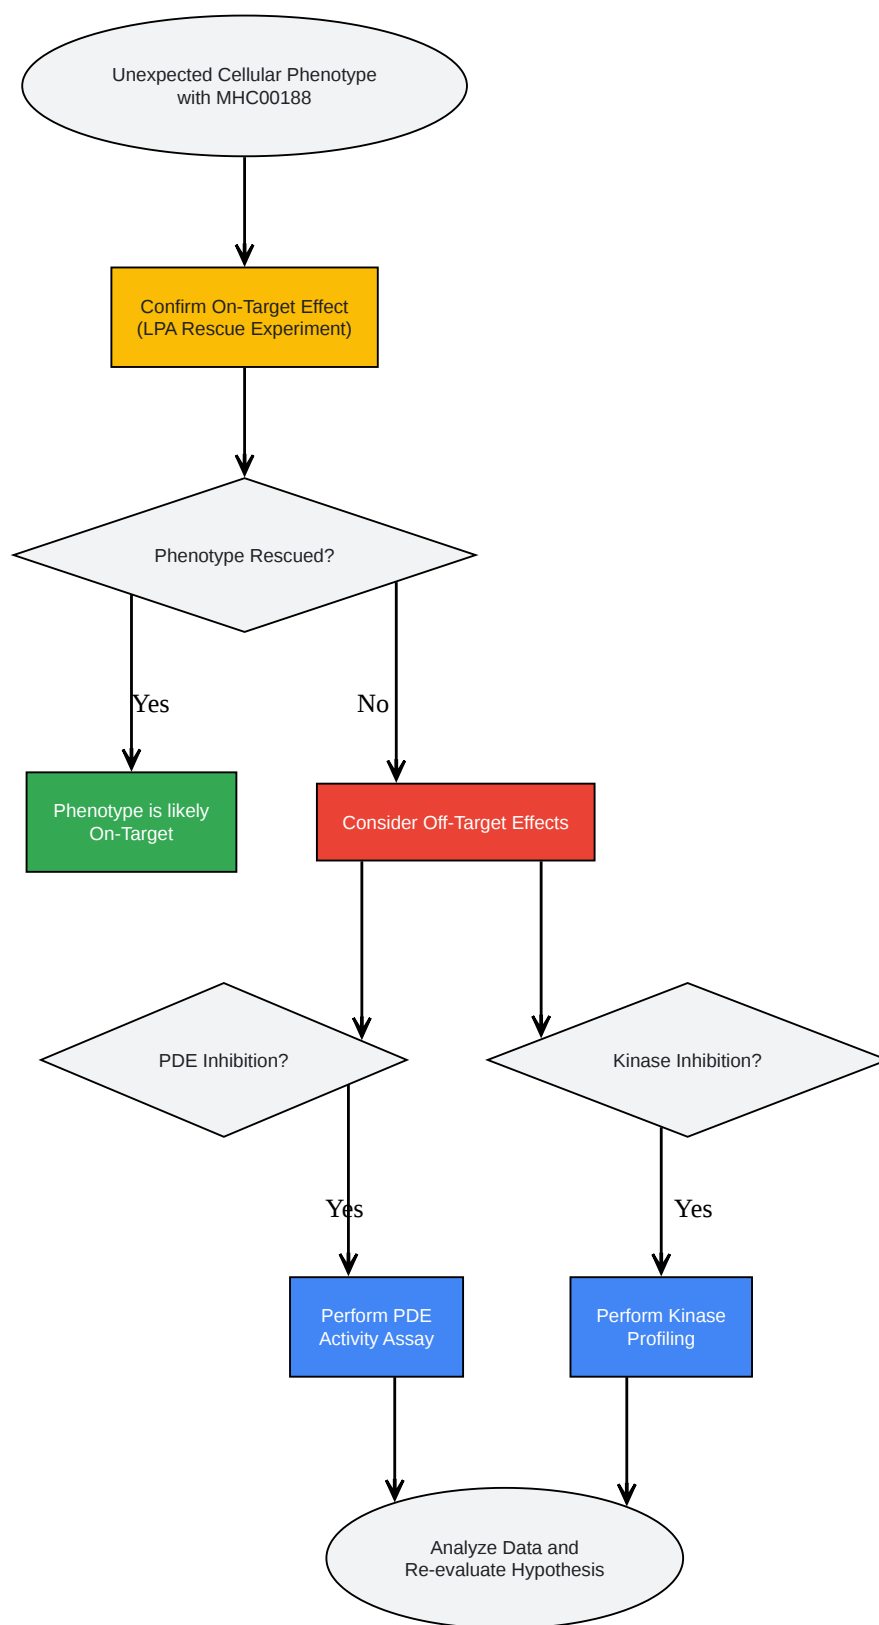 Unexpected Cellular Phenotype
with MHC00188
Confirm On-Target Effect
(LPA Rescue Experiment)
Phenotype Rescued?
Yes
No
Phenotype is likely
On-Target
Consider Off-Target Effects
PDE Inhibition?
Kinase Inhibition?
Yes
Yes
Perform PDE
Activity Assay
Perform Kinase
Profiling
Analyze Data and
Re-evaluate Hypothesis